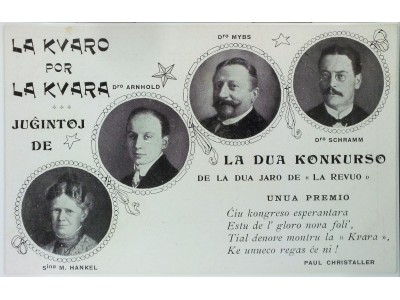 LA KVARO
POR
LA KVARA
JUĜINTOJ
DE
Dro MYBS
Dro ARNHOLD
Dro SCHRAMM
Sino M. HANKEL
LA DUA KONKURSO
DE LA DUA JARO DE « LA REVUO »
UNUA PREMIO
Ĉiu kongreso esperantara
Estu de l' gloro nova foli',
Tial denove montru la « Kvara »,
Ke unueco regas ĉe ni !
PAUL CHRISTALLER